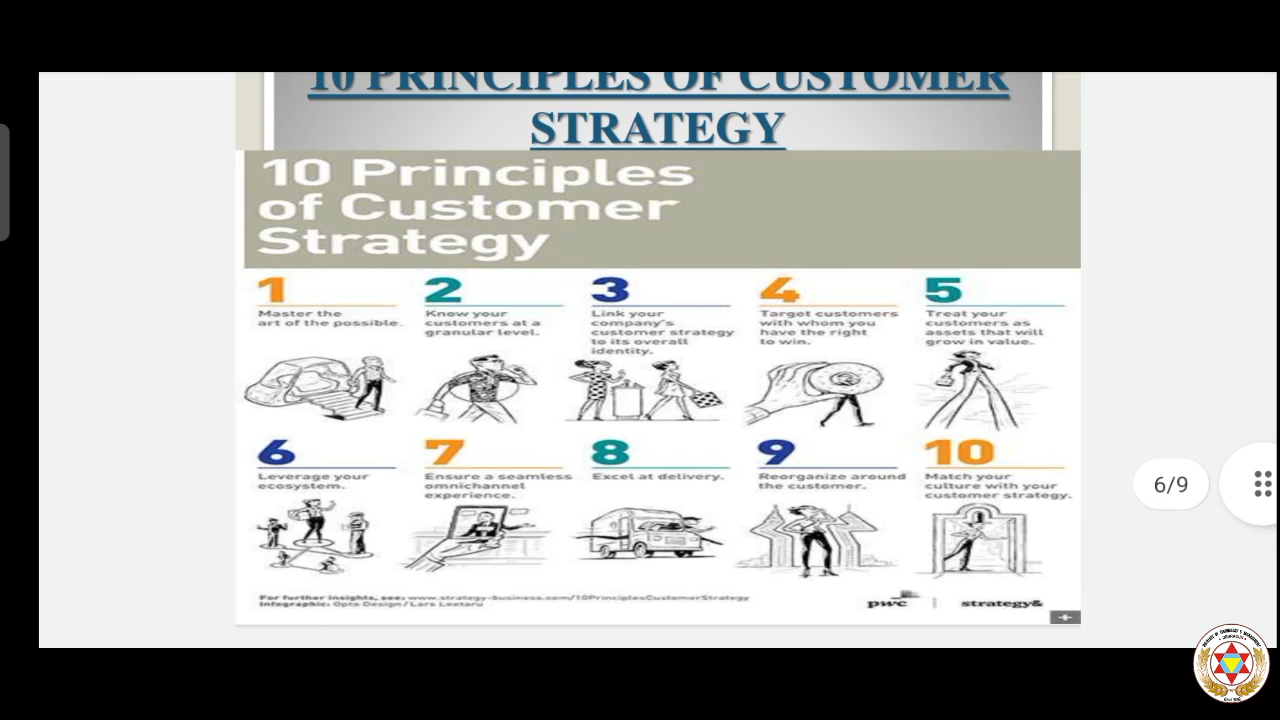 10 PRINCIPLES OF CUSTOMER
STRATEGY
10 Principles
of Customer
Strategy
1
Master the
art of the possible.
2
Know your
customers at a
granular level.
3
Link your
company's
customer strategy
to its overall
identity.
4
Target customers
with whom you
have the right
to win.
5
Treat your
customers as
assets that will
grow in value.
6
Leverage your
ecosystem.
7
Ensure a seamless
omnichannel
experience.
8
Excel at delivery.
9
Reorganize around
the customer.
10
Match your
culture with your
customer strategy.
For further insights, see: www.strategy-business.com/10PrinciplesCustomerStrategy
Infographic: Opto Design/Lars Leetaru
pwc | strategy&
6/9